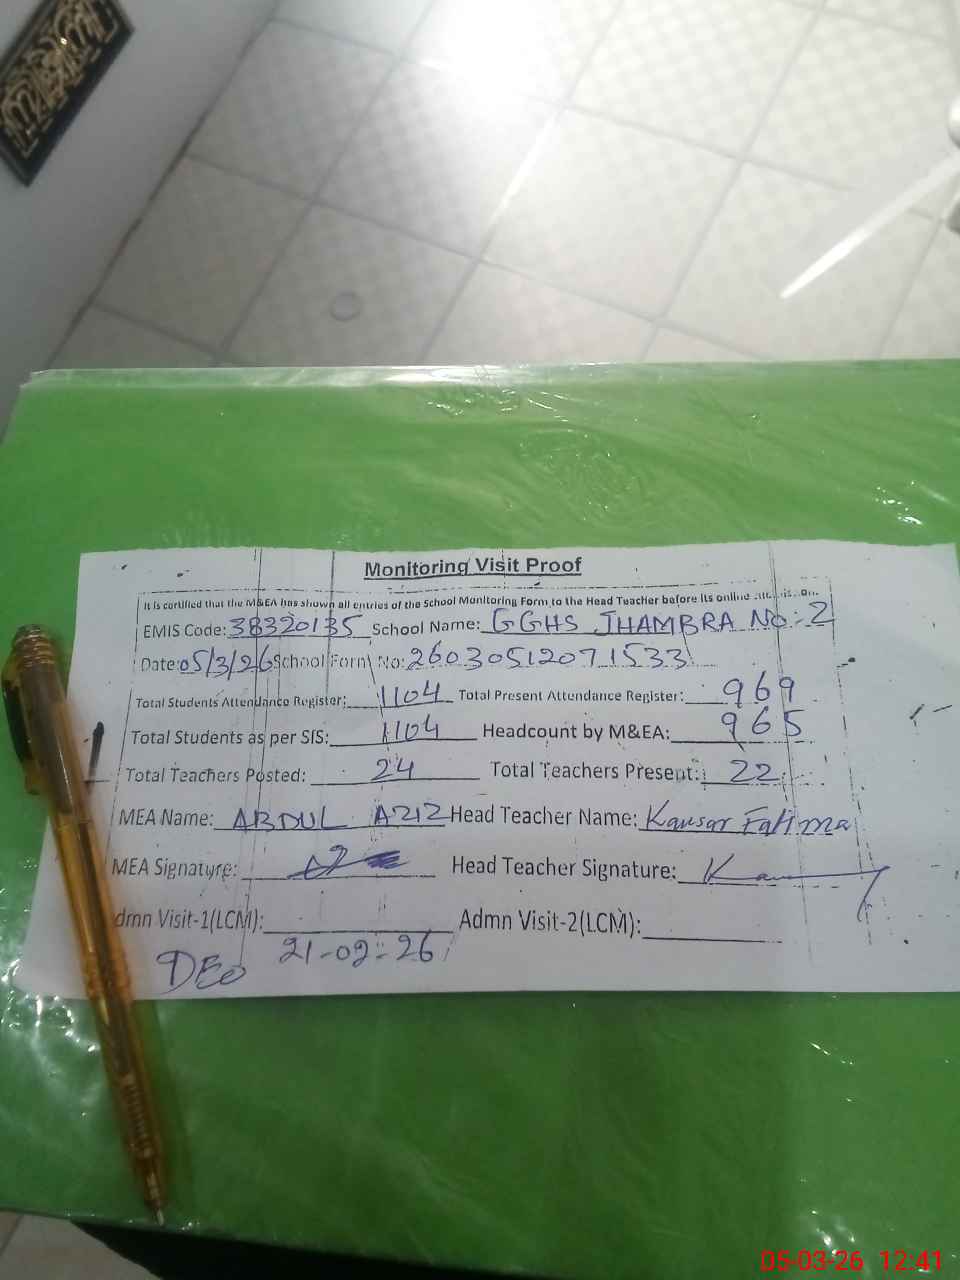 Monitoring Visit Proof
It is certified that the M&EA has shown all entries of the School Monitoring Form to the Head Teacher before its online
EMIS Code: 38320135 School Name: GGHS JHAMBRA No:2
Date: 05/3/26 School Form No: 26030512071533
Total Students Attendance Register: 1104 Total Present Attendance Register: 969
Total Students as per SIS: 1104 Headcount by M&EA: 965
Total Teachers Posted: 24 Total Teachers Present: 22
MEA Name: ABDUL AZIZ Head Teacher Name: Kausar Fatima
MEA Signature: Head Teacher Signature:
dmn Visit-1(LCM): Admn Visit-2(LCM):
DEO 21-02-26
05-03-26 12:41